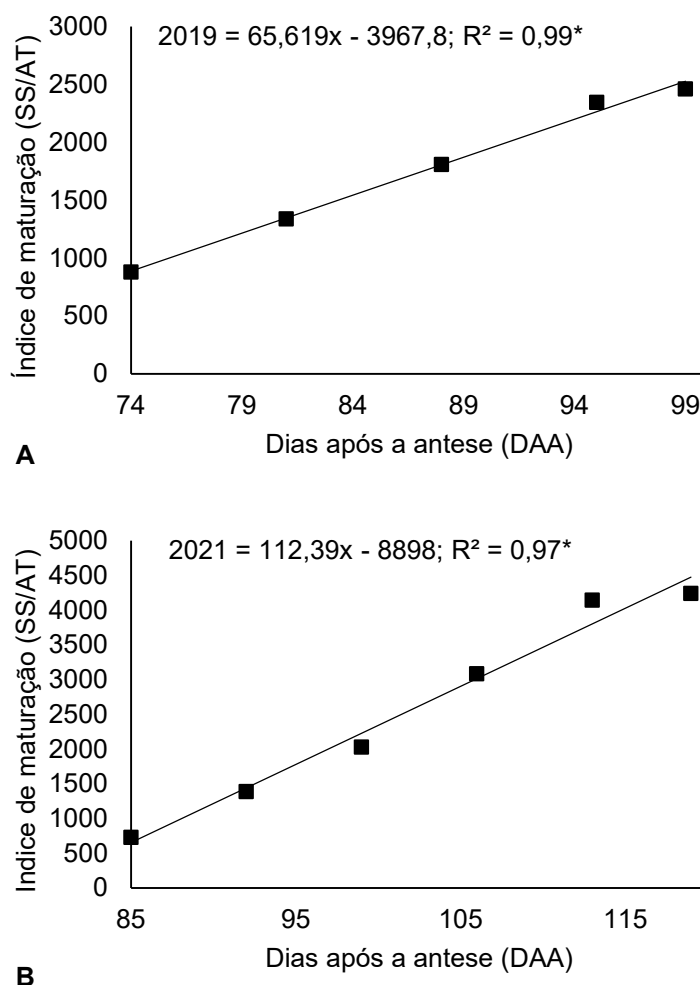 2019 = 65,619x - 3967,8; R² = 0,99*
Índice de maturação (SS/AT)
3000
2500
2000
1500
1000
500
0
74 79 84 89 94 99
Dias após a antese (DAA)
A
2021 = 112,39x - 8898; R² = 0,97*
Indice de maturação (SS/AT)
5000
4500
4000
3500
3000
2500
2000
1500
1000
500
0
85 95 105 115
Dias após a antese (DAA)
B